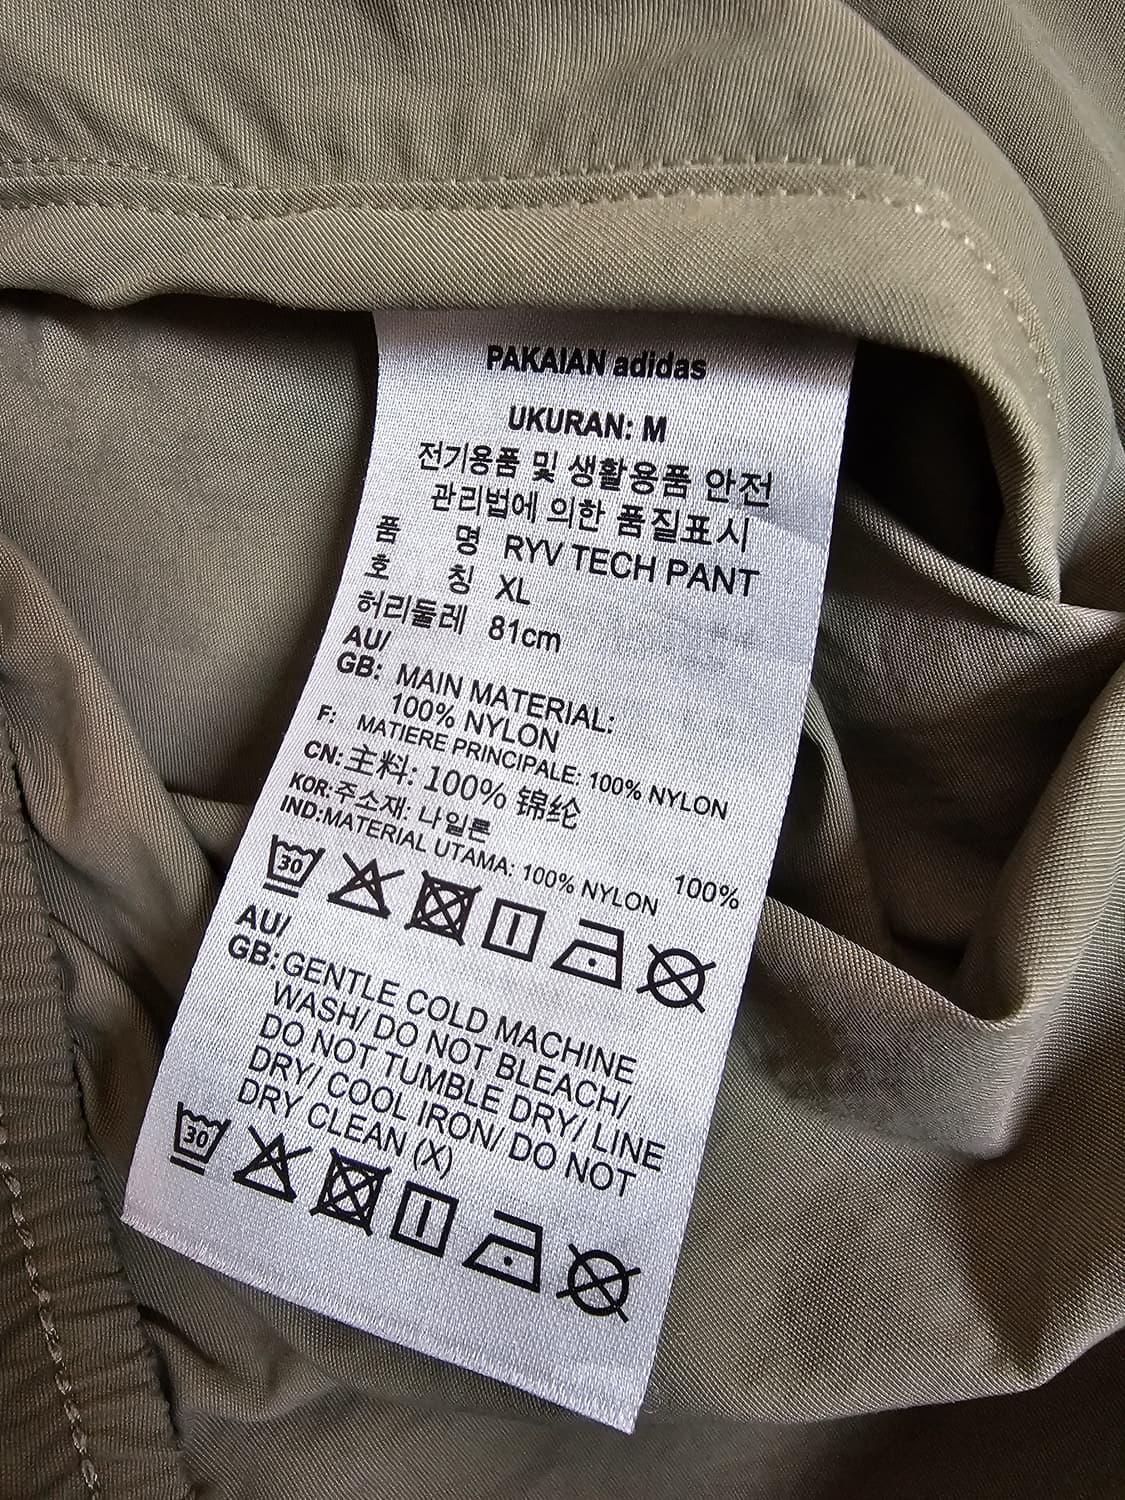 PAKAIAN adidas
UKURAN: M
전기용품 및 생활용품 안전
관리법에 의한 품질표시
품 명 RYV TECH PANT
호 칭 XL
허리둘레 81cm
AU/
GB: MAIN MATERIAL:
100% NYLON
F: MATIERE PRINCIPALE: 100% NYLON
CN:主料: 100% 锦纶
KOR:주소재: 나일론 100%
IND:MATERIAL UTAMA: 100% NYLON
30
AU/
GB:GENTLE COLD MACHINE
WASH/ DO NOT BLEACH/
DO NOT TUMBLE DRY/ LINE
DRY/ COOL IRON/ DO NOT
DRY CLEAN (X)
30